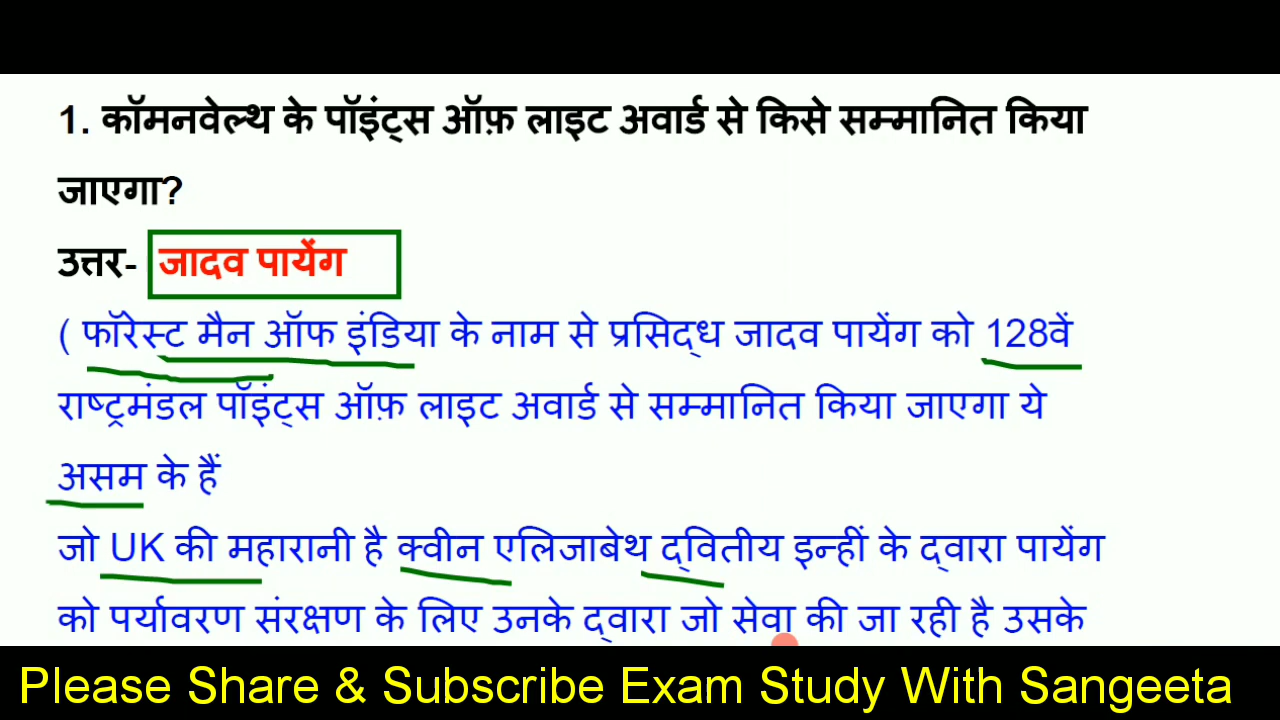 1. कॉमनवेल्थ के पॉइंट्स ऑफ़ लाइट अवार्ड से किसे सम्मानित किया
जाएगा?
उत्तर- जादव पायेंग
( फॉरेस्ट मैन ऑफ इंडिया के नाम से प्रसिद्ध जादव पायेंग को 128वें
राष्ट्रमंडल पॉइंट्स ऑफ़ लाइट अवार्ड से सम्मानित किया जाएगा ये
असम के हैं
जो UK की महारानी है क्वीन एलिजाबेथ द्वितीय इन्हीं के द्वारा पायेंग
को पर्यावरण संरक्षण के लिए उनके द्वारा जो सेवा की जा रही है उसके
Please Share & Subscribe Exam Study With Sangeeta